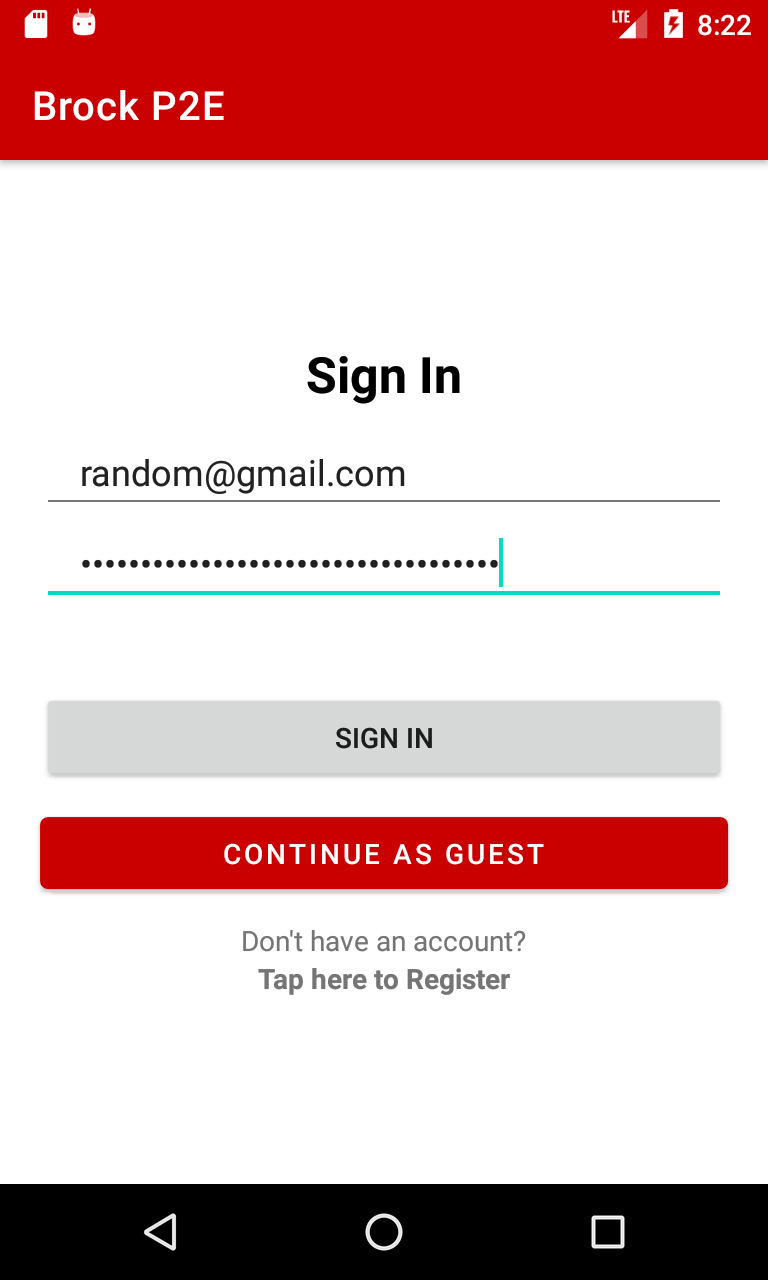 LTE 8:22
Brock P2E
Sign In
random@gmail.com
•••••••••••••••••••••••••••••••••••
SIGN IN
CONTINUE AS GUEST
Don't have an account?
Tap here to Register